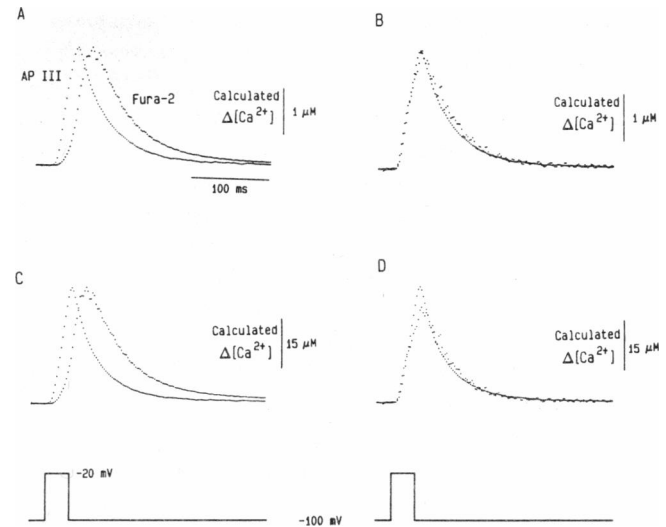 A
AP III
Fura-2
Calculated
Δ[Ca²⁺]
1 μM
100 ms
B
Calculated
Δ[Ca²⁺]
1 μM
C
Calculated
Δ[Ca²⁺]
15 μM
D
Calculated
Δ[Ca²⁺]
15 μM
-20 mV
-100 mV